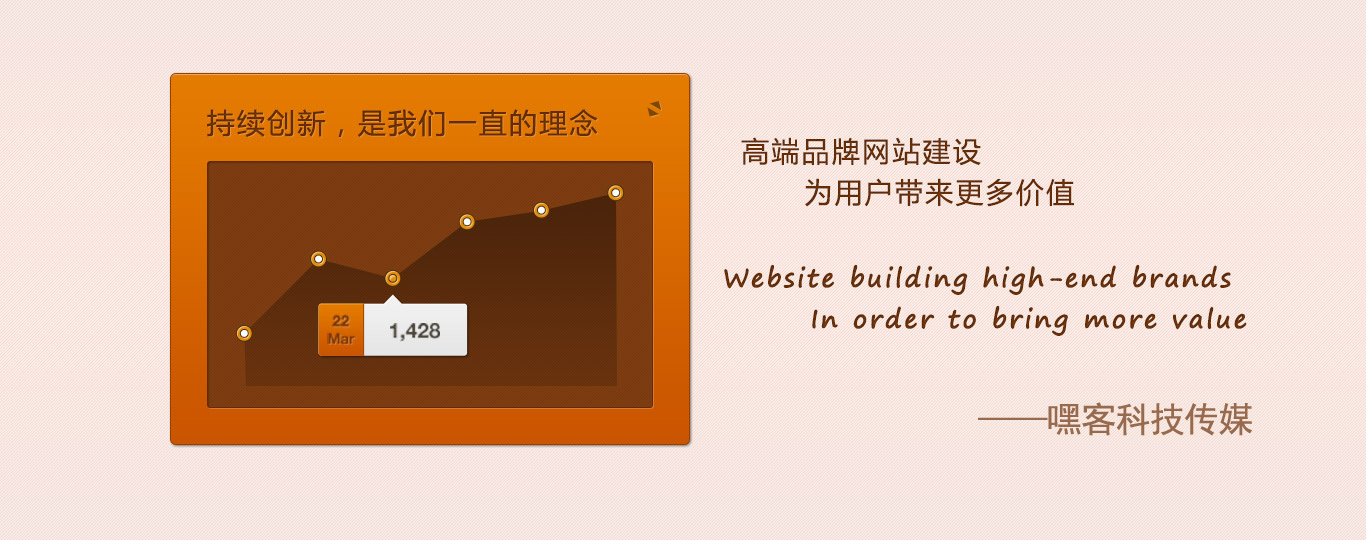 持续创新，是我们一直的理念
22
Mar
1,428
高端品牌网站建设
为用户带来更多价值
Website building high-end brands
In order to bring more value
——嘿客科技传媒